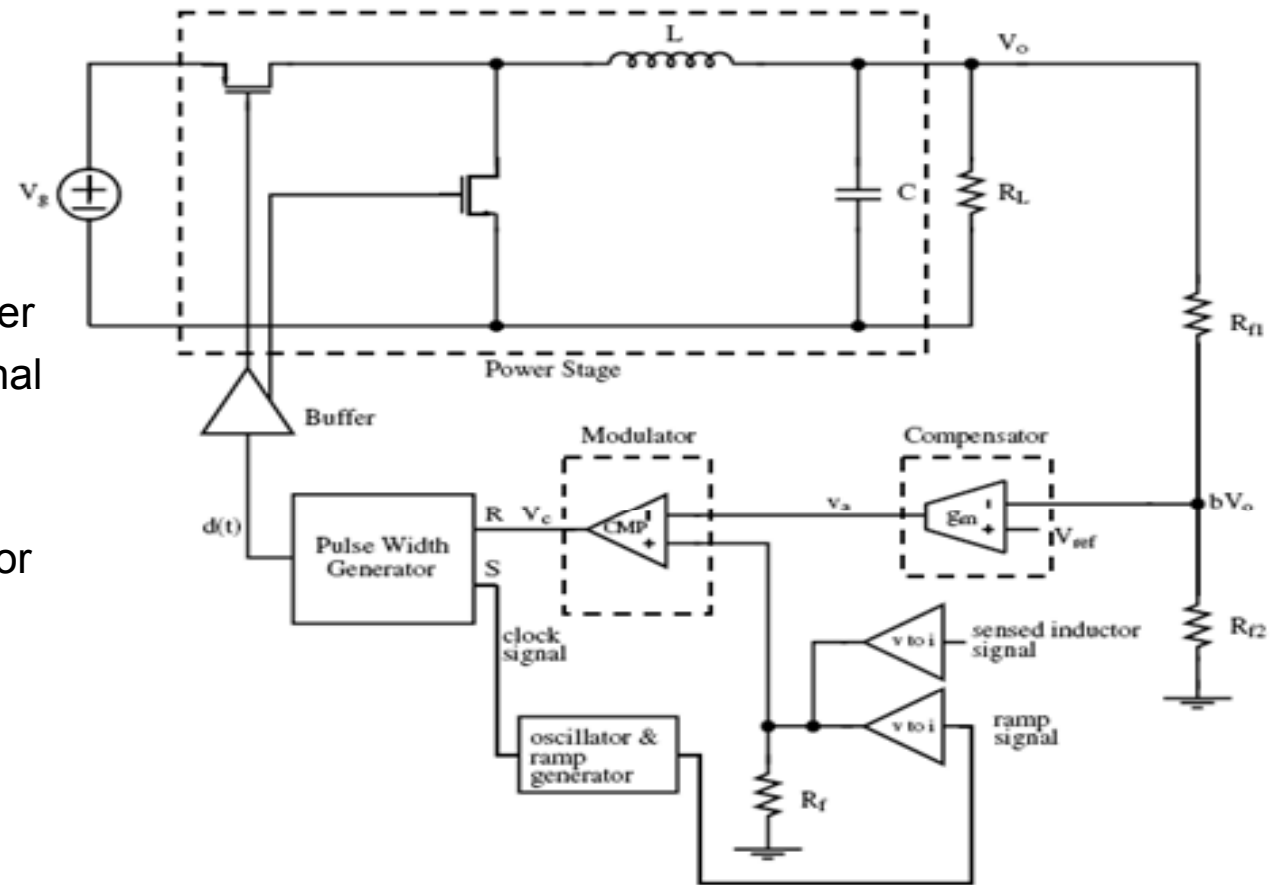 L
Vo
Vg
C
RL
er
nal
Rf1
Power Stage
Buffer
Modulator
Compensator
d(t)
R
Vc
va
CMP
gm
bVo
Vref
or
Pulse Width
Generator
S
clock
signal
v to i
sensed inductor
signal
Rf2
oscillator &
ramp
generator
v to i
ramp
signal
Rf